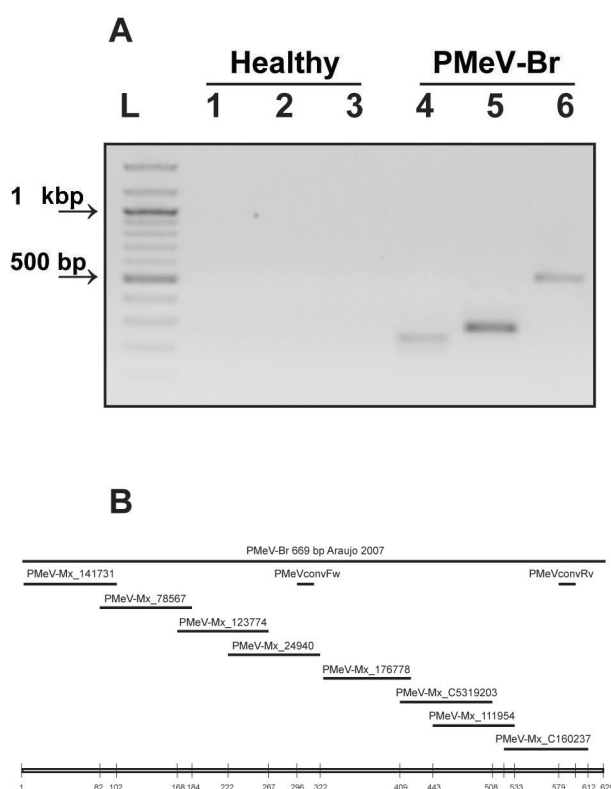 A
Healthy PMeV-Br
L 1 2 3 4 5 6
1 kbp
500 bp
B
PMeV-Br 669 bp Araujo 2007
PMeV-Mx_141731 PMeVconvFw PMeVconvRv
PMeV-Mx_78567
PMeV-Mx_123774
PMeV-Mx_24940
PMeV-Mx_176778
PMeV-Mx_C5319203
PMeV-Mx_111954
PMeV-Mx_C160237
1 102 168 184 222 267 296 322 409 443 508 533 579 612